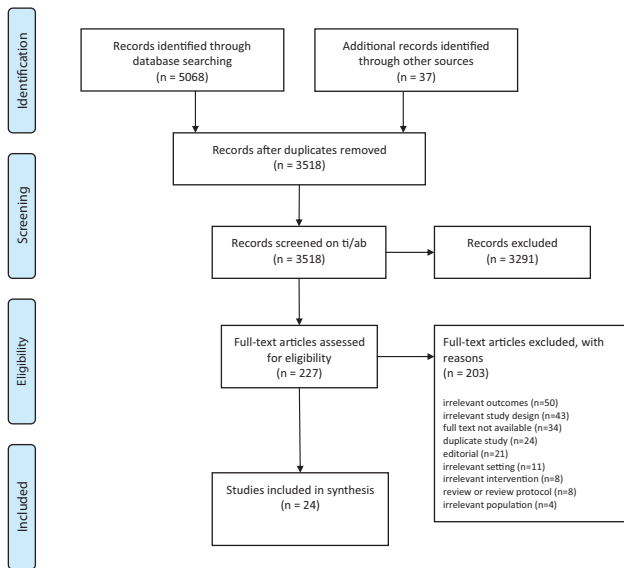 Identification
Records identified through
database searching
(n = 5068)
Additional records identified
through other sources
(n = 37)
Records after duplicates removed
(n = 3518)
Screening
Records screened on ti/ab
(n = 3518)
Records excluded
(n = 3291)
Eligibility
Full-text articles assessed
for eligibility
(n = 227)
Full-text articles excluded, with
reasons
(n = 203)
irrelevant outcomes (n=50)
irrelevant study design (n=43)
full text not available (n=34)
duplicate study (n=24)
editorial (n=21)
irrelevant setting (n=11)
irrelevant intervention (n=8)
review or review protocol (n=8)
irrelevant population (n=4)
Included
Studies included in synthesis
(n = 24)